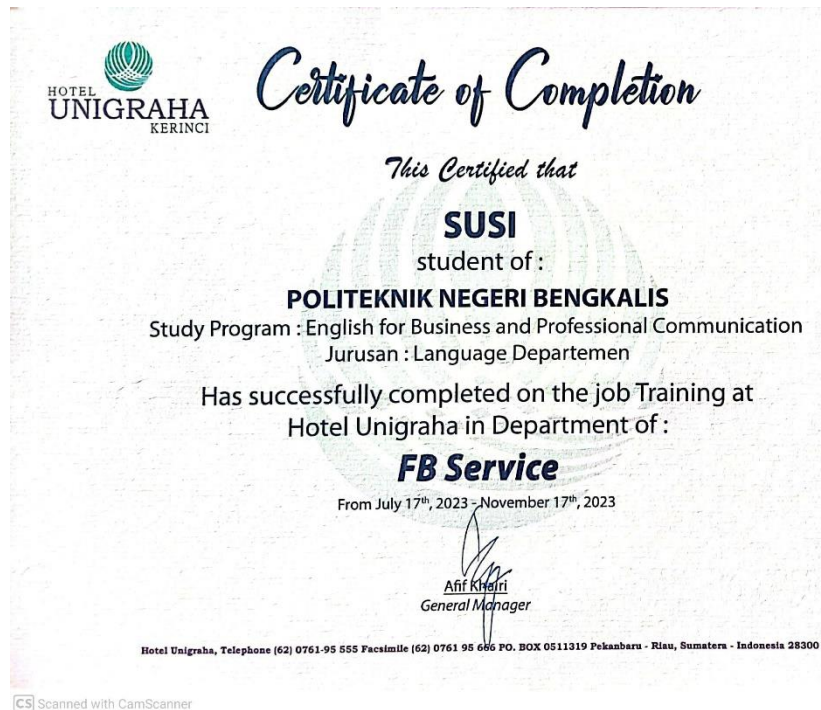 HOTEL
UNIGRAHA
KERINCI
Certificate of Completion
This Certified that
SUSI
student of :
POLITEKNIK NEGERI BENGKALIS
Study Program : English for Business and Professional Communication
Jurusan : Language Departemen
Has successfully completed on the job Training at
Hotel Unigraha in Department of :
FB Service
From July 17th, 2023 - November 17th, 2023
Afif Khairi
General Manager
Hotel Unigraha, Telephone (62) 0761-95 555 Facsimile (62) 0761 95 666 PO. BOX 0511319 Pekanbaru - Riau, Sumatera - Indonesia 28300
CS Scanned with CamScanner